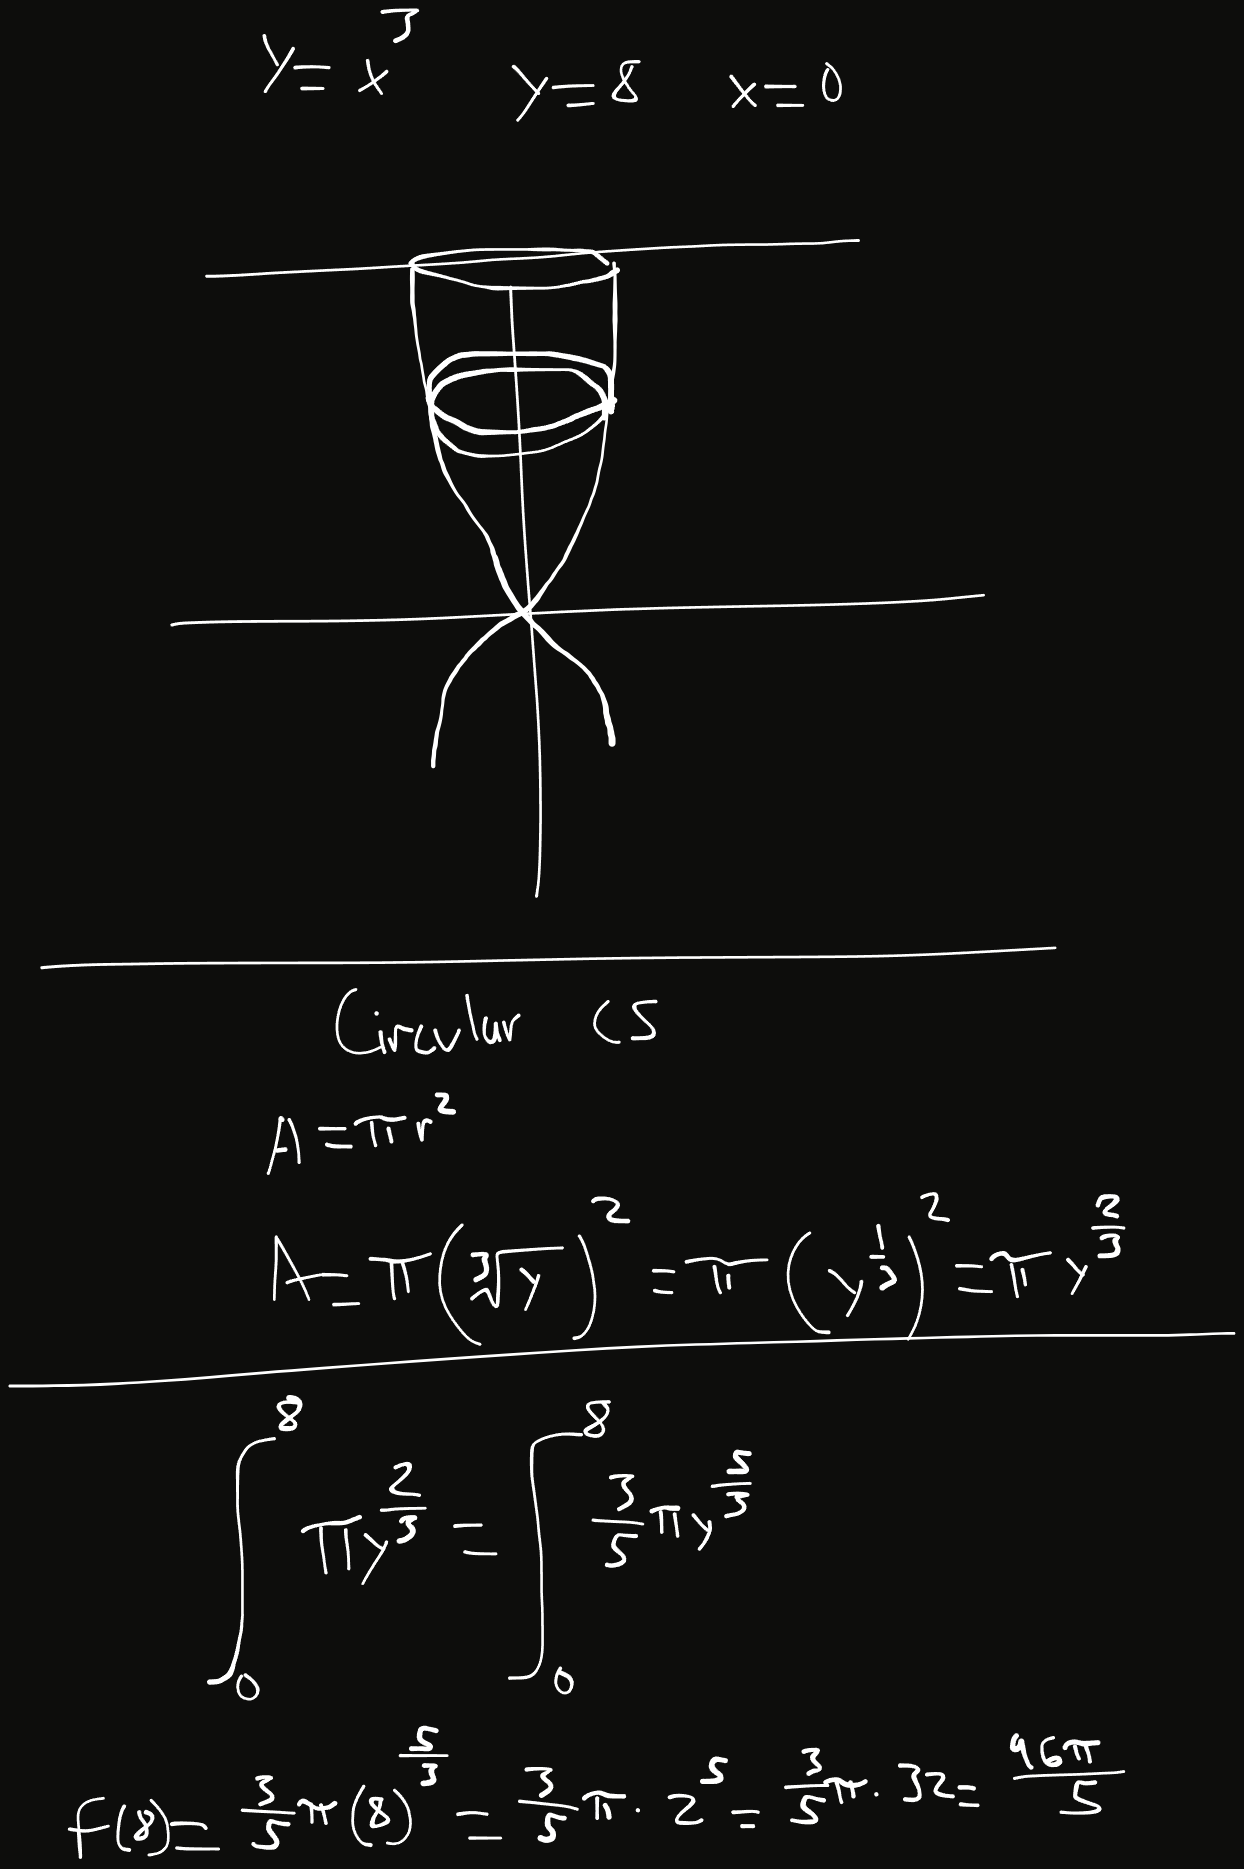 y = x³ y = 8 x = 0
Circular CS
A = πr²
A = π(∛y)² = π(y^(1/3))² = πy^(2/3)
∫₀⁸ πy^(2/3) = ∫₀⁸ 3/5 πy^(5/3)
F(8) = 3/5 π(8)^(5/3) = 3/5 π · 2⁵ = 3/5 π · 32 = 96π/5